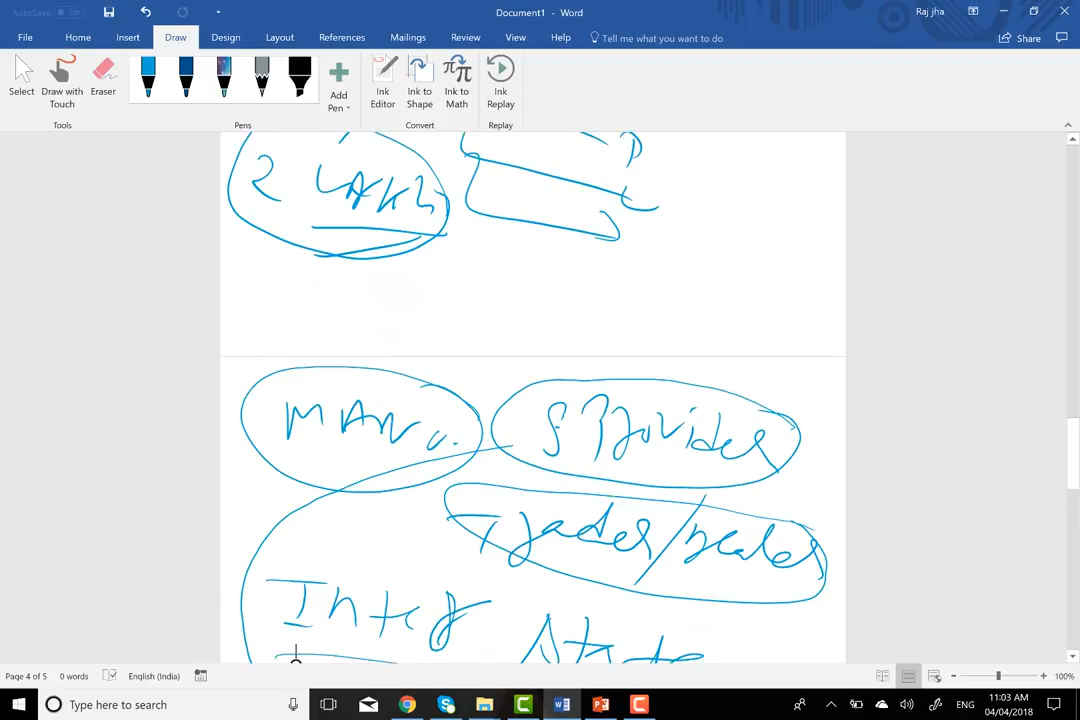 AutoSave Off
Document1 - Word
Raj jha
File Home Insert Draw Design Layout References Mailings Review View Help Tell me what you want to do Share
Select Draw with Touch Eraser Add Pen Ink Editor Ink to Shape Ink to Math Ink Replay
Tools Pens Convert Replay
2 Lakh
MANU.
S Provider
Trader/Dealer
Inter State
Page 4 of 5 0 words English (India) 100%
Type here to search
ENG
11:03 AM
04/04/2018